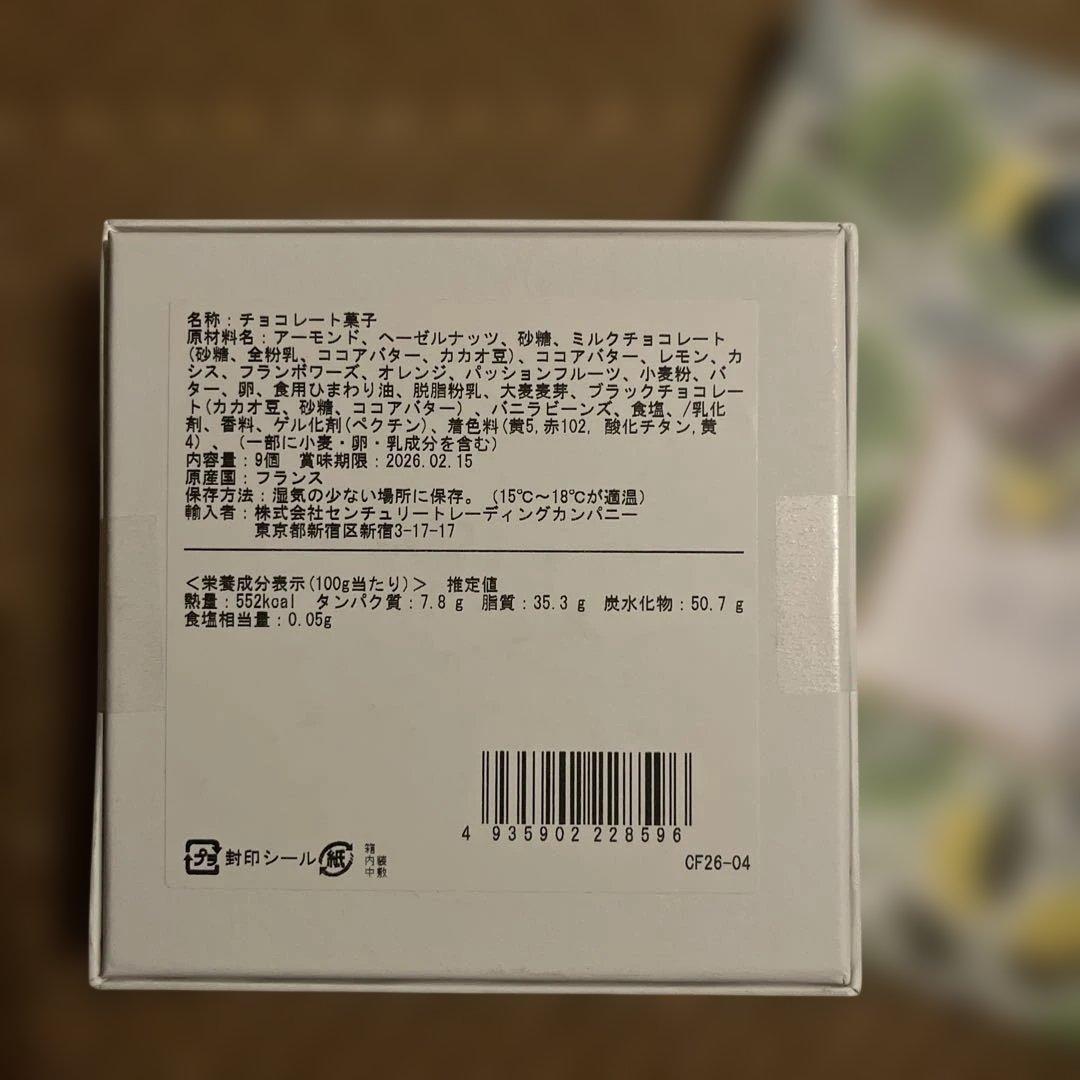 名称：チョコレート菓子
原材料名：アーモンド、ヘーゼルナッツ、砂糖、ミルクチョコレート
(砂糖、全粉乳、ココアバター、カカオ豆)、ココアバター、レモン、カ
シス、フランボワーズ、オレンジ、パッションフルーツ、小麦粉、バ
ター、卵、食用ひまわり油、脱脂粉乳、大麦麦芽、ブラックチョコレー
ト(カカオ豆、砂糖、ココアバター)、バニラビーンズ、食塩、/乳化
剤、香料、ゲル化剤(ペクチン)、着色料(黄5,赤102, 酸化チタン,黄
4)、（一部に小麦・卵・乳成分を含む）
内容量：9個　賞味期限：2026.02.15
原産国：フランス
保存方法：湿気の少ない場所に保存。（15℃～18℃が適温）
輸入者：株式会社センチュリートレーディングカンパニー
東京都新宿区新宿3-17-17
＜栄養成分表示(100g当たり)＞　推定値
熱量：552kcal　タンパク質：7.8 g　脂質：35.3 g　炭水化物：50.7 g
食塩相当量：0.05g
4 935902 228596
プラ 封印シール 紙 箱 内装 中敷
CF26-04